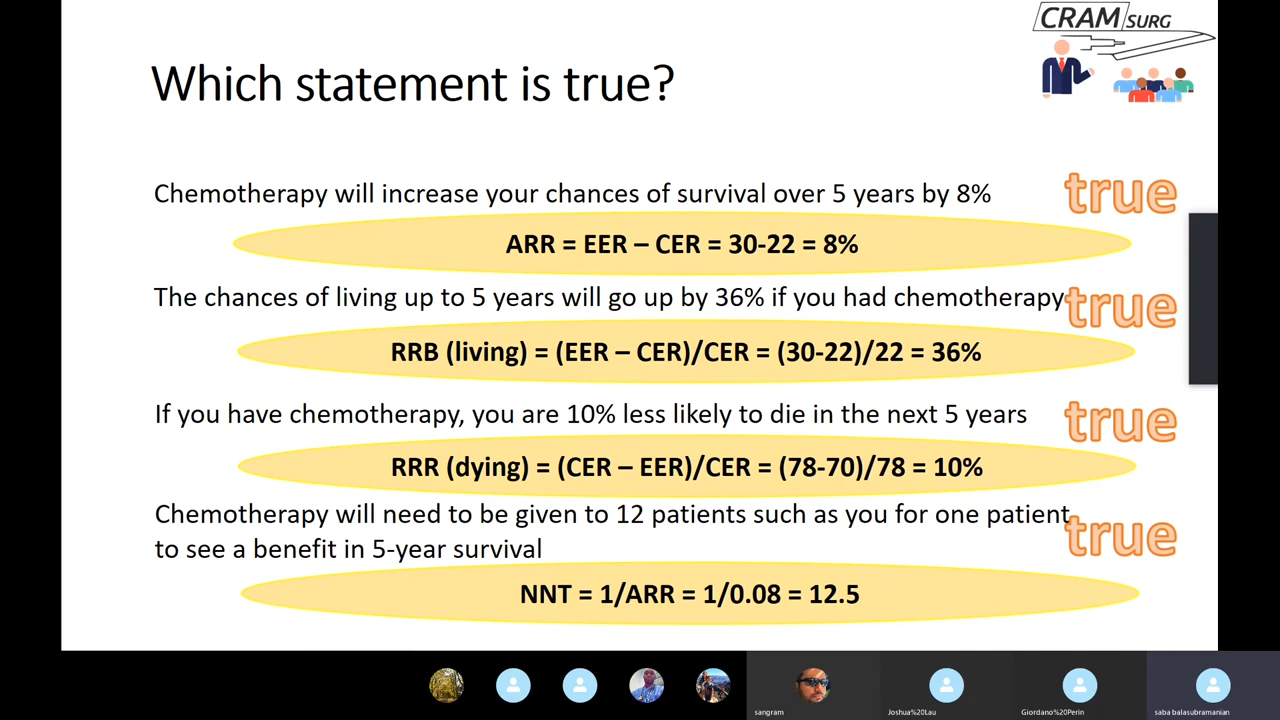 CRAM SURG
Which statement is true?
Chemotherapy will increase your chances of survival over 5 years by 8%
true
ARR = EER – CER = 30-22 = 8%
The chances of living up to 5 years will go up by 36% if you had chemotherapy
true
RRB (living) = (EER – CER)/CER = (30-22)/22 = 36%
If you have chemotherapy, you are 10% less likely to die in the next 5 years
true
RRR (dying) = (CER – EER)/CER = (78-70)/78 = 10%
Chemotherapy will need to be given to 12 patients such as you for one patient
to see a benefit in 5-year survival
true
NNT = 1/ARR = 1/0.08 = 12.5
sangram
Joshua%20Lau
Giordano%20Perin
saba balasubramanian